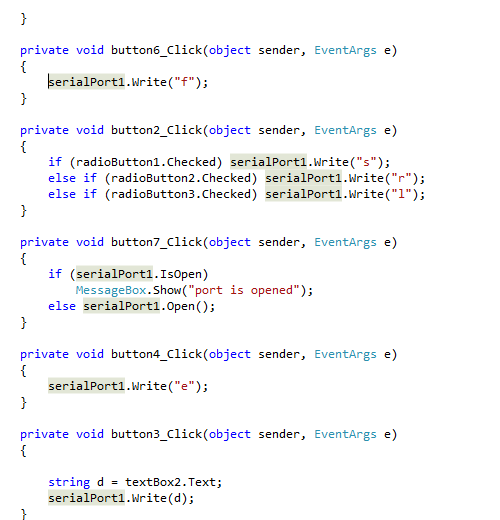 }
private void button6_Click(object sender, EventArgs e)
{
serialPort1.Write("f");
}
private void button2_Click(object sender, EventArgs e)
{
if (radioButton1.Checked) serialPort1.Write("s");
else if (radioButton2.Checked) serialPort1.Write("r");
else if (radioButton3.Checked) serialPort1.Write("l");
}
private void button7_Click(object sender, EventArgs e)
{
if (serialPort1.IsOpen)
MessageBox.Show("port is opened");
else serialPort1.Open();
}
private void button4_Click(object sender, EventArgs e)
{
serialPort1.Write("e");
}
private void button3_Click(object sender, EventArgs e)
{
string d = textBox2.Text;
serialPort1.Write(d);
}